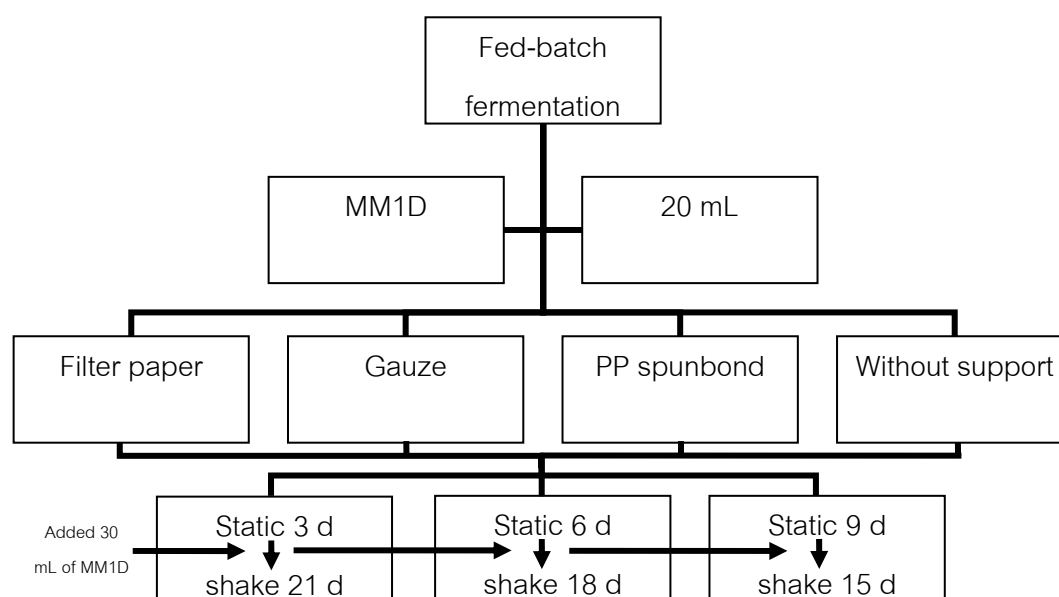 Fed-batch
fermentation
MM1D
20 mL
Filter paper
Gauze
PP spunbond
Without support
Added 30
mL of MM1D
Static 3 d
shake 21 d
Static 6 d
shake 18 d
Static 9 d
shake 15 d